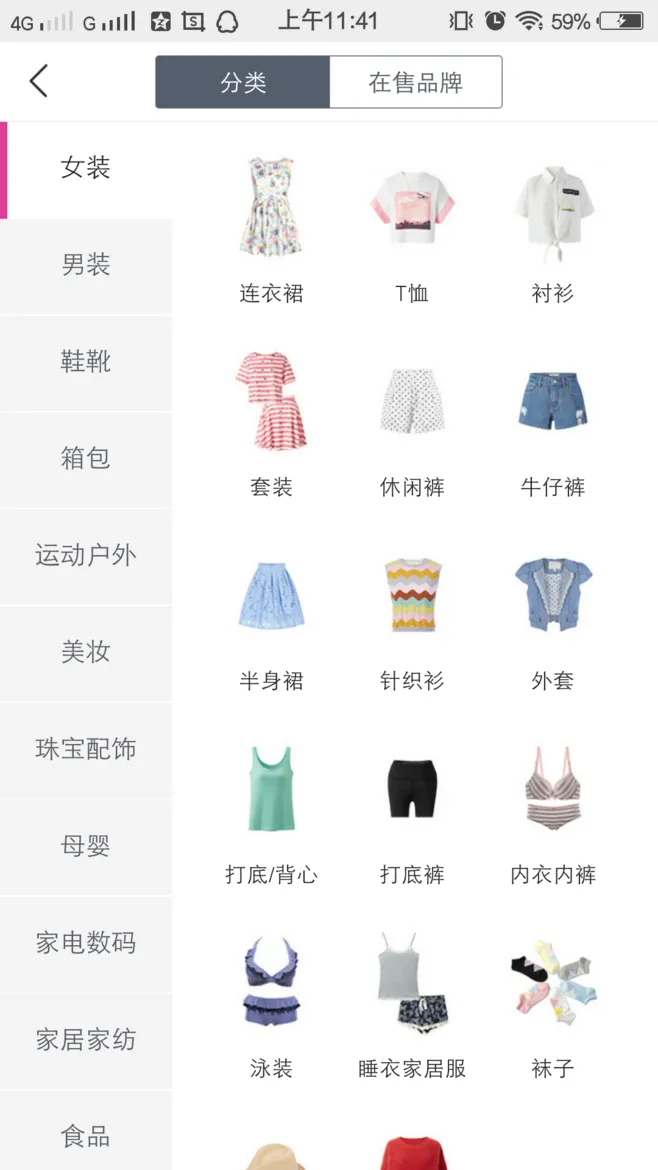 4G G S 上午11:41 59%
分类 在售品牌
女装
男装
鞋靴
箱包
运动户外
美妆
珠宝配饰
母婴
家电数码
家居家纺
食品
连衣裙 T恤 衬衫
套装 休闲裤 牛仔裤
半身裙 针织衫 外套
打底/背心 打底裤 内衣内裤
泳装 睡衣家居服 袜子